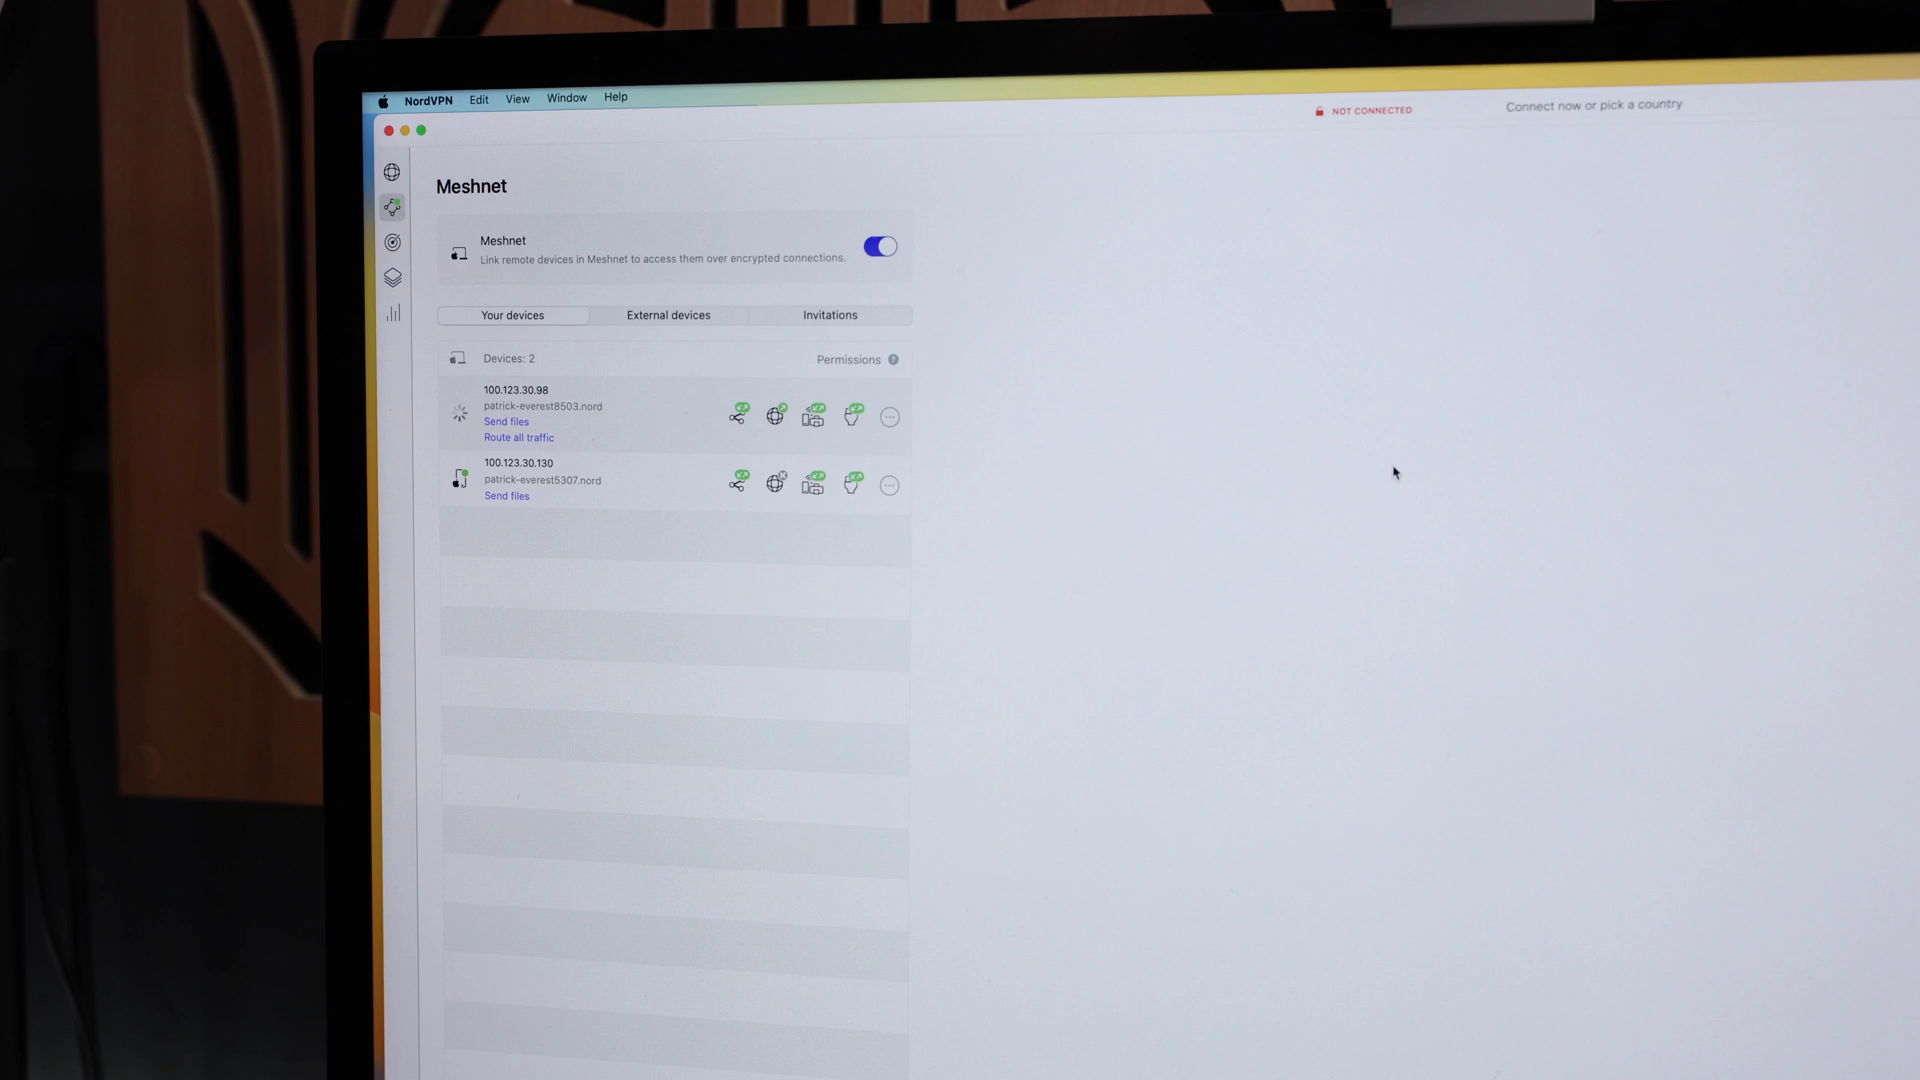 NordVPN Edit View Window Help
NOT CONNECTED
Connect now or pick a country
Meshnet
Meshnet
Link remote devices in Meshnet to access them over encrypted connections.
Your devices External devices Invitations
Devices: 2 Permissions ?
100.123.30.98
patrick-everest8503.nord
Send files
Route all traffic
100.123.30.130
patrick-everest5307.nord
Send files